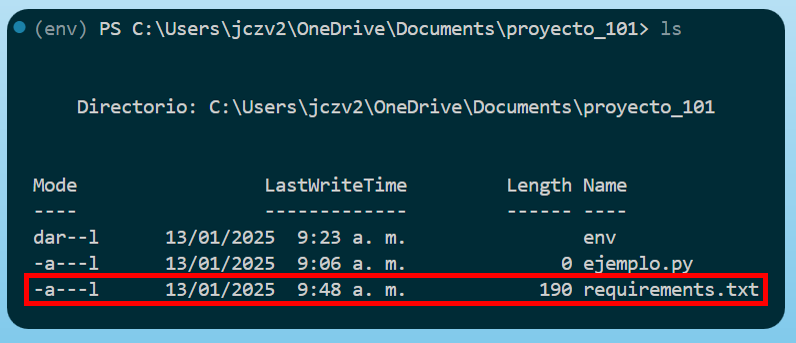 (env) PS C:\Users\jczv2\OneDrive\Documents\proyecto_101> ls
Directorio: C:\Users\jczv2\OneDrive\Documents\proyecto_101
Mode LastWriteTime Length Name
---- ------------- ------ ----
dar--l 13/01/2025 9:23 a. m. env
-a---l 13/01/2025 9:06 a. m. 0 ejemplo.py
-a---l 13/01/2025 9:48 a. m. 190 requirements.txt